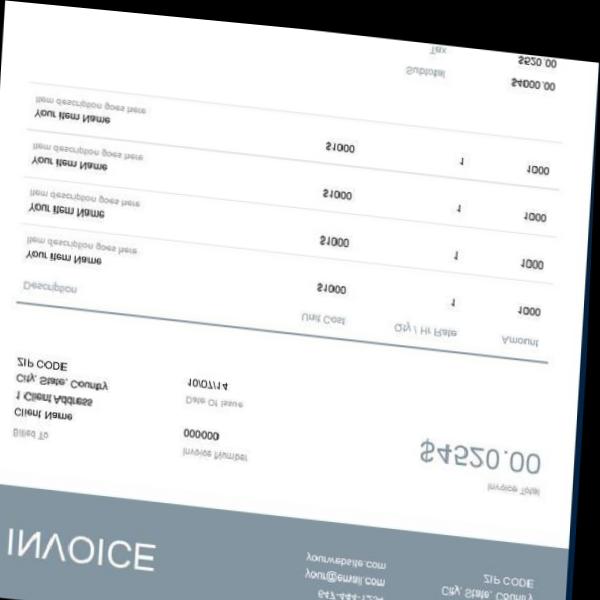 647-444-1234
your@email.com
yourwebsite.com
City, State, Country
ZIP CODE
INVOICE
Billed To
Client Name
1 Client Address
City, State, Country
ZIP CODE
Invoice Number
000000
Date Of Issue
10/07/14
Invoice Total
$4520.00
Description
Unit Cost
Qty / Hr Rate
Amount
Your Item Name
Item description goes here
$1000
1
1000
Your Item Name
Item description goes here
$1000
1
1000
Your Item Name
Item description goes here
$1000
1
1000
Your Item Name
Item description goes here
$1000
1
1000
Subtotal
$4000.00
Tax
$520.00